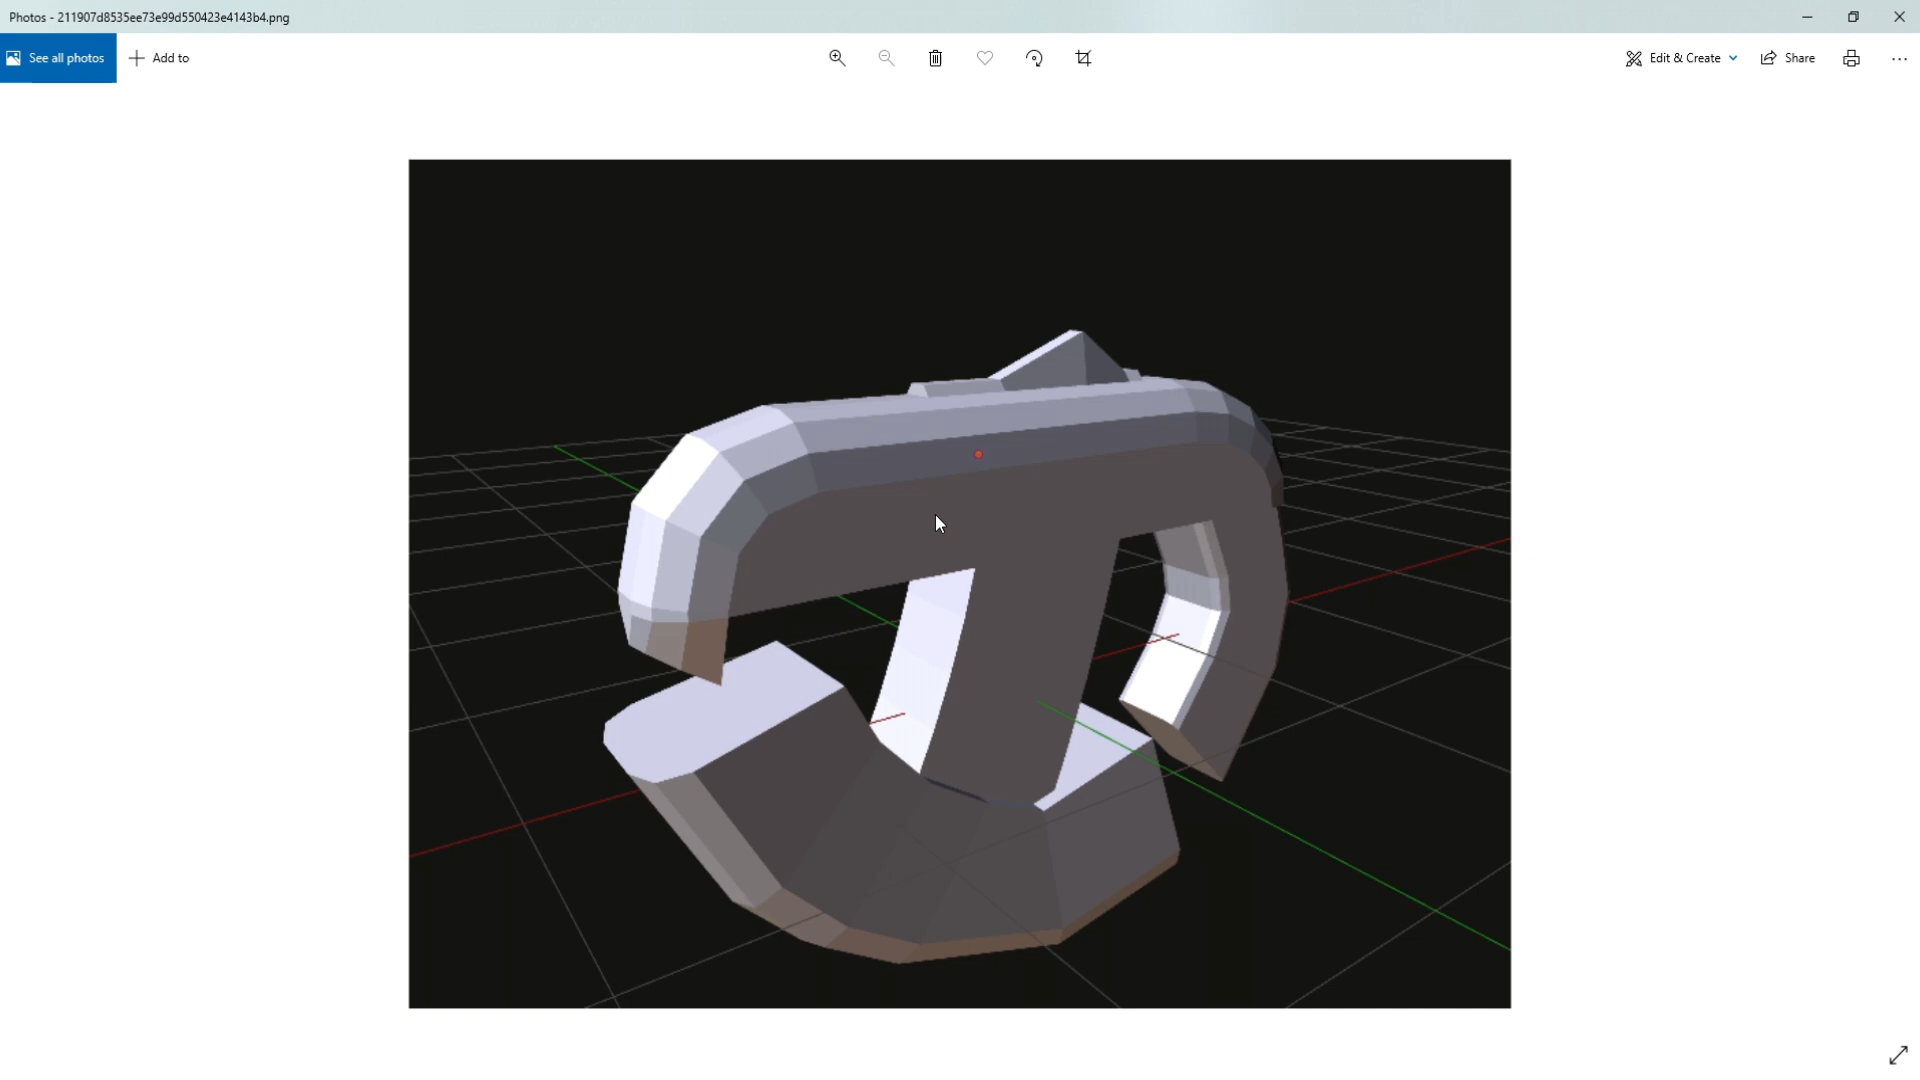 Photos - 211907d8535ee73e99d550423e4143b4.png
See all photos
Add to
Edit & Create
Share